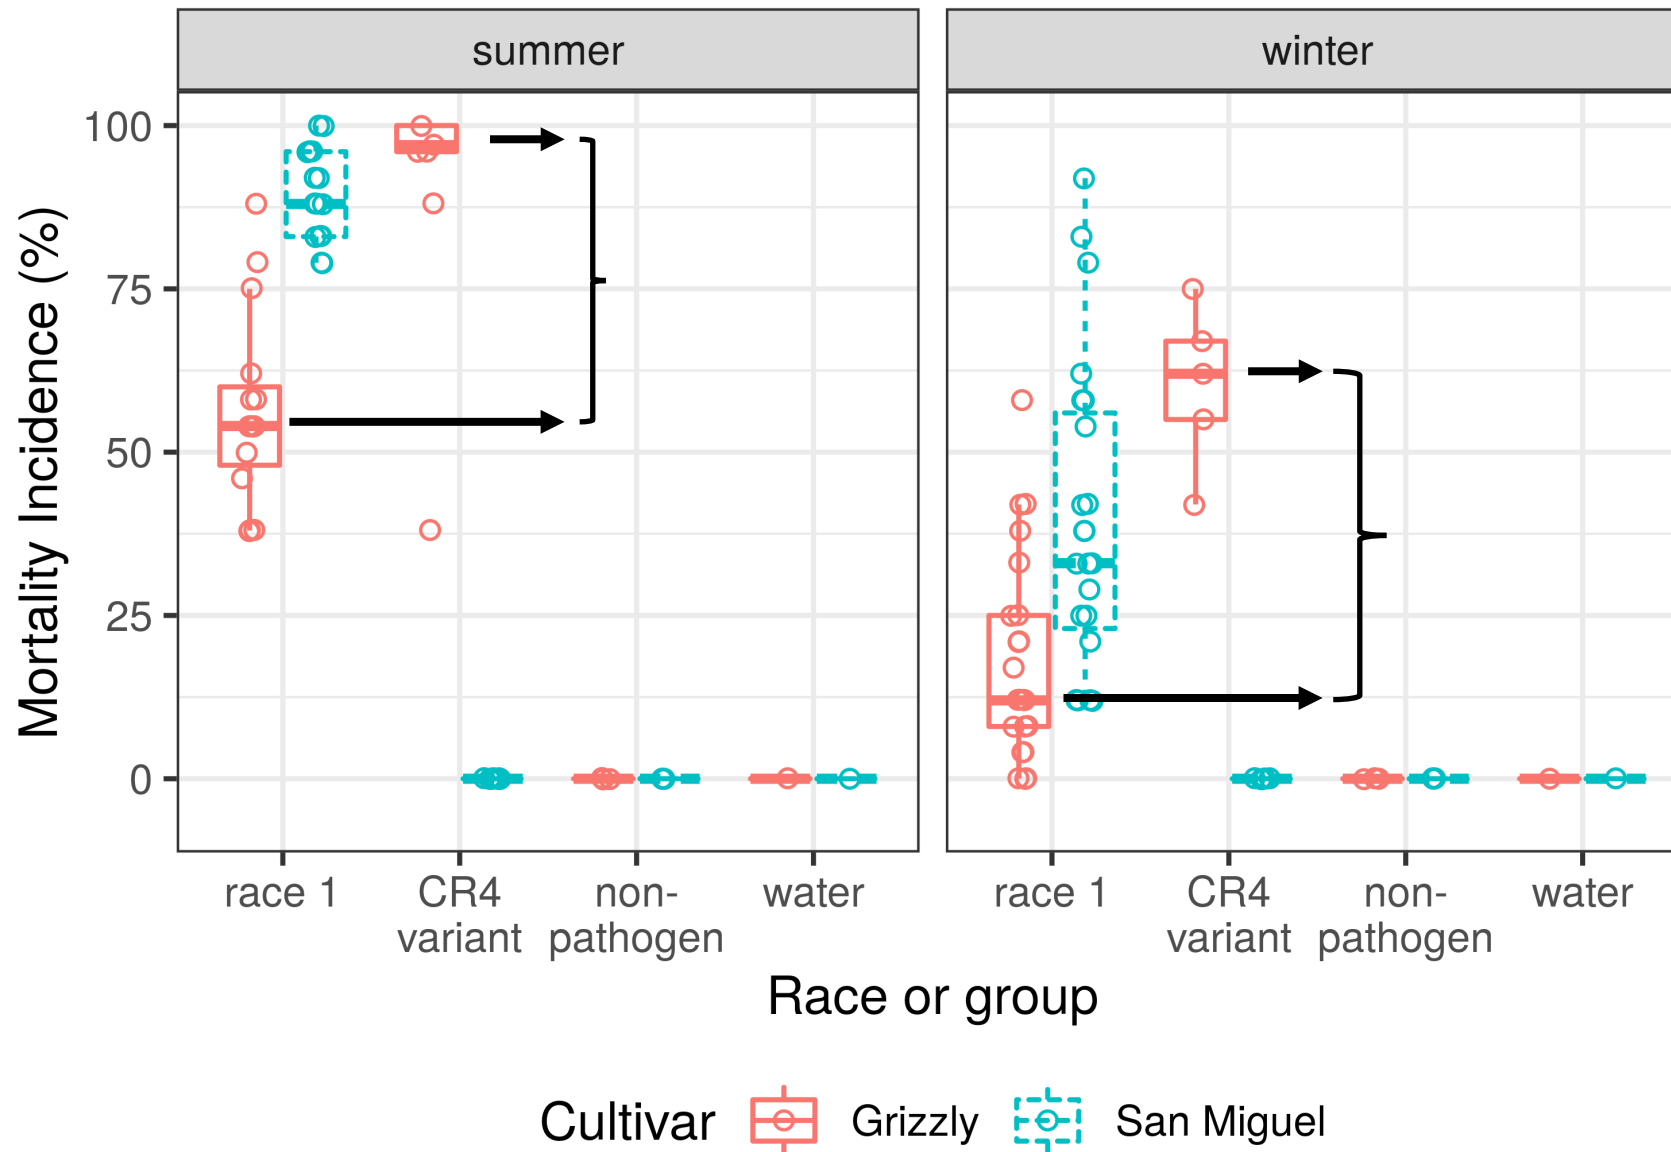 summer
winter
Mortality Incidence (%)
100
75
50
25
0
race 1
CR4
variant
non-
pathogen
water
race 1
CR4
variant
non-
pathogen
water
Race or group
Cultivar
Grizzly
San Miguel